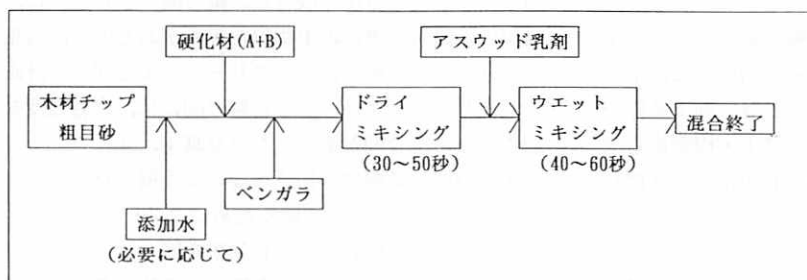 硬化材(A+B)
アスウッド乳剤
木材チップ
粗目砂
ドライ
ミキシング
(30～50秒)
ウエット
ミキシング
(40～60秒)
混合終了
ベンガラ
添加水
(必要に応じて)